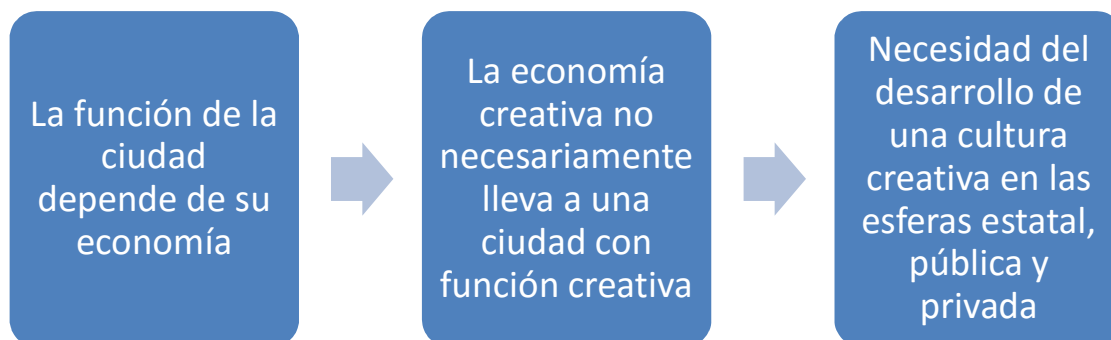 La función de la
ciudad
depende de su
economía
La economía
creativa no
necesariamente
lleva a una
ciudad con
función creativa
Necesidad del
desarrollo de
una cultura
creativa en las
esferas estatal,
pública y
privada